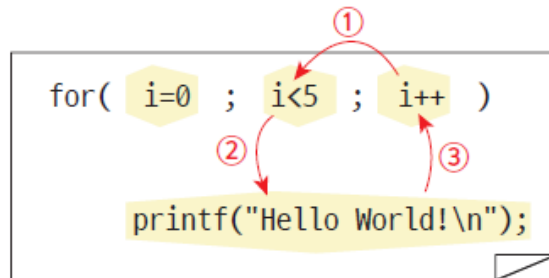 ①
for( i=0 ; i<5 ; i++ )
② ③
printf("Hello World!\n");